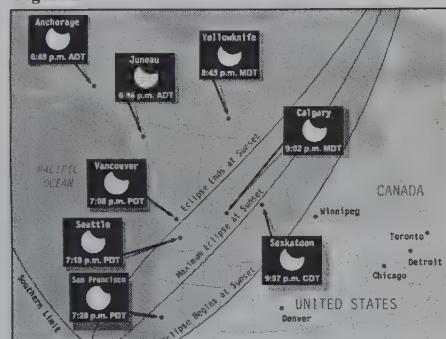 Anchorage
6:48 p.m. ADT
Juneau
p.m. ADT
Yellowknife
8:43 p.m. MDT
Calgary
9:02 p.m. MDT
Eclipse Ends at Sunset
PACIFIC
OCEAN
Vancouver
7:08 p.m. PDT
Maximum Eclipse at Sunset
CANADA
Seattle
7:10 p.m. PDT
Winnipeg
Saskatoon
9:07 p.m. CDT
Toronto
Detroit
Chicago
San Francisco
7:28 p.m. PDT
Eclipse Begins at Sunset
Southern Limit
UNITED STATES
Denver